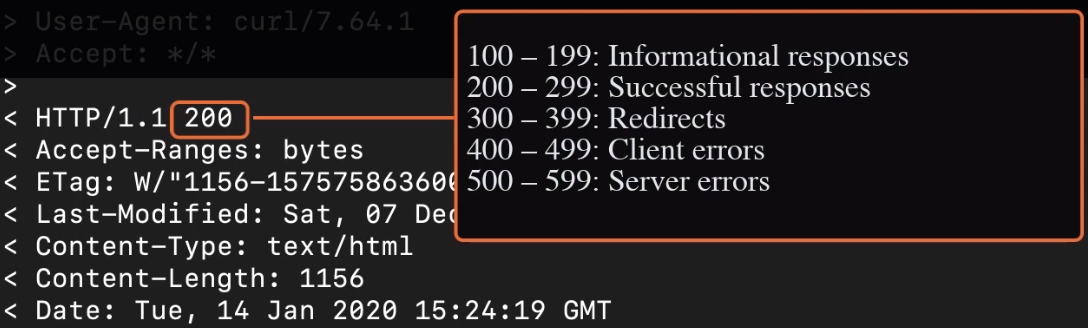 > User-Agent: curl/7.64.1
> Accept: */*
>
< HTTP/1.1 200
< Accept-Ranges: bytes
< ETag: W/"1156-1575758636000
< Last-Modified: Sat, 07 Dec
< Content-Type: text/html
< Content-Length: 1156
< Date: Tue, 14 Jan 2020 15:24:19 GMT
100 – 199: Informational responses
200 – 299: Successful responses
300 – 399: Redirects
400 – 499: Client errors
500 – 599: Server errors